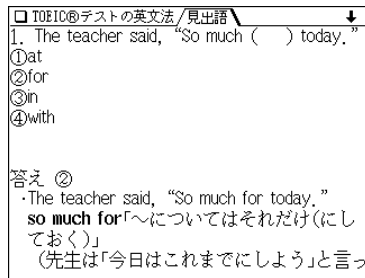 □ TOEIC®テストの英文法/見出語
1. The teacher said, “So much (　) today.”
①at
②for
③in
④with
答え ②
・The teacher said, “So much for today.”
so much for「～についてはそれだけ(にし
ておく)」
(先生は「今日はこれまでにしよう」と言っ